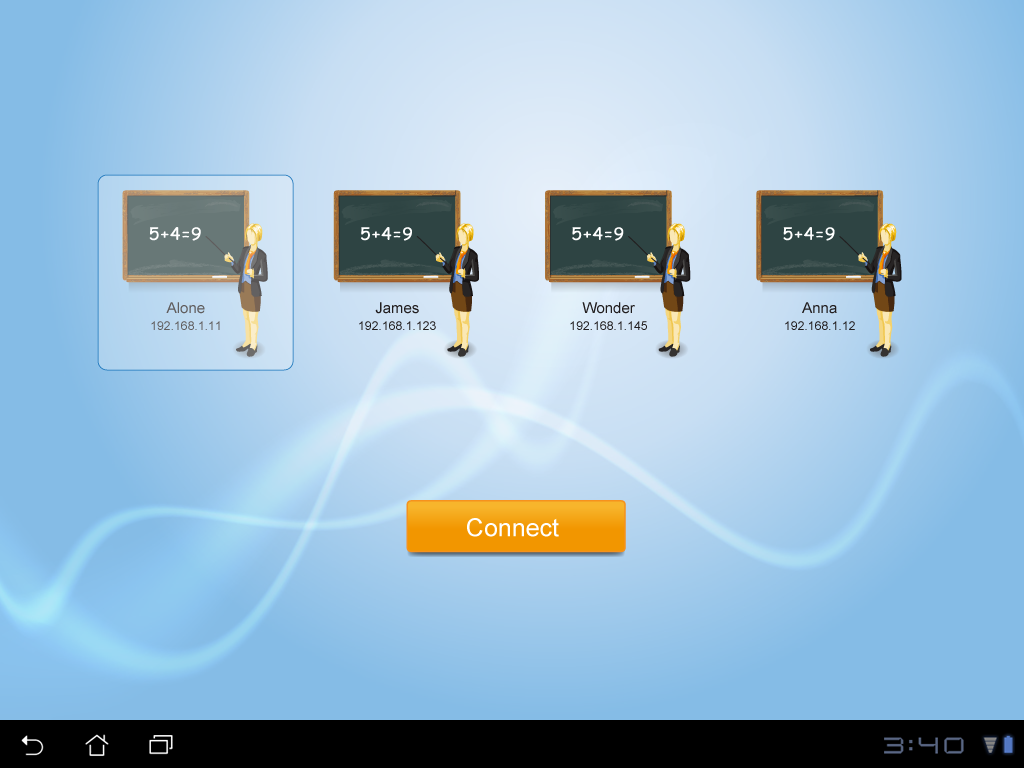 5+4=9
5+4=9
5+4=9
5+4=9
Alone
192.168.1.11
James
192.168.1.123
Wonder
192.168.1.145
Anna
192.168.1.12
Connect
3:40